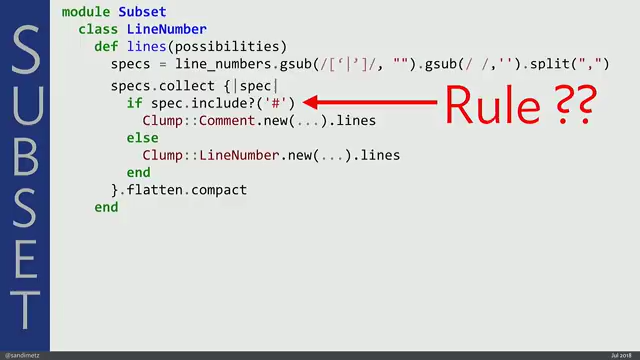 SUBSET
module Subset
class LineNumber
def lines(possibilities)
specs = line_numbers.gsub(/[‘|’]/, "").gsub(/ /,'').split(",")
specs.collect {|spec|
if spec.include?('#')
Rule ??
Clump::Comment.new(...).lines
else
Clump::LineNumber.new(...).lines
end
}.flatten.compact
end
@sandimetz
Jul 2018